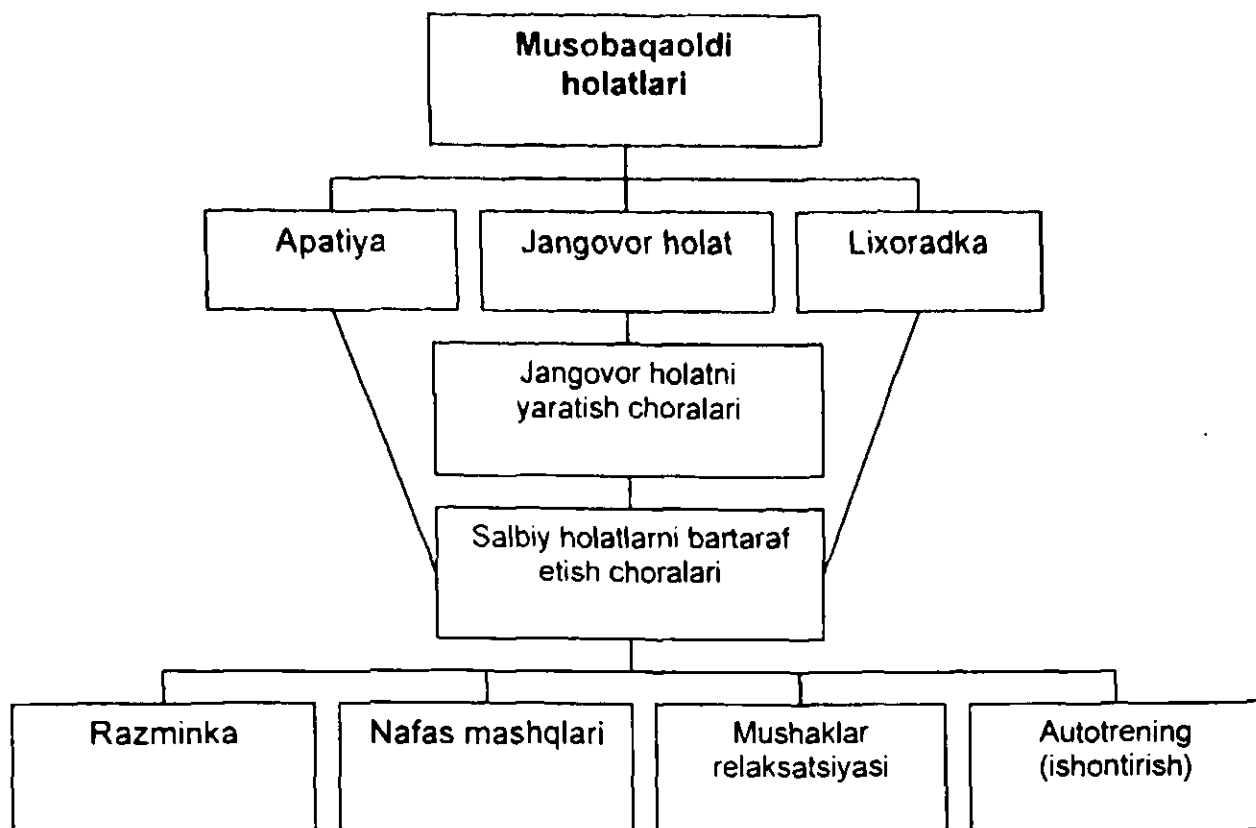 Musobaqaoldi
holatlari
Apatiya
Jangovor holat
Lixoradka
Jangovor holatni
yaratish choralari
Salbiy holatlarni bartaraf
etish choralari
Razminka
Nafas mashqlari
Mushaklar
relaksatsiyasi
Autotrening
(ishontirish)